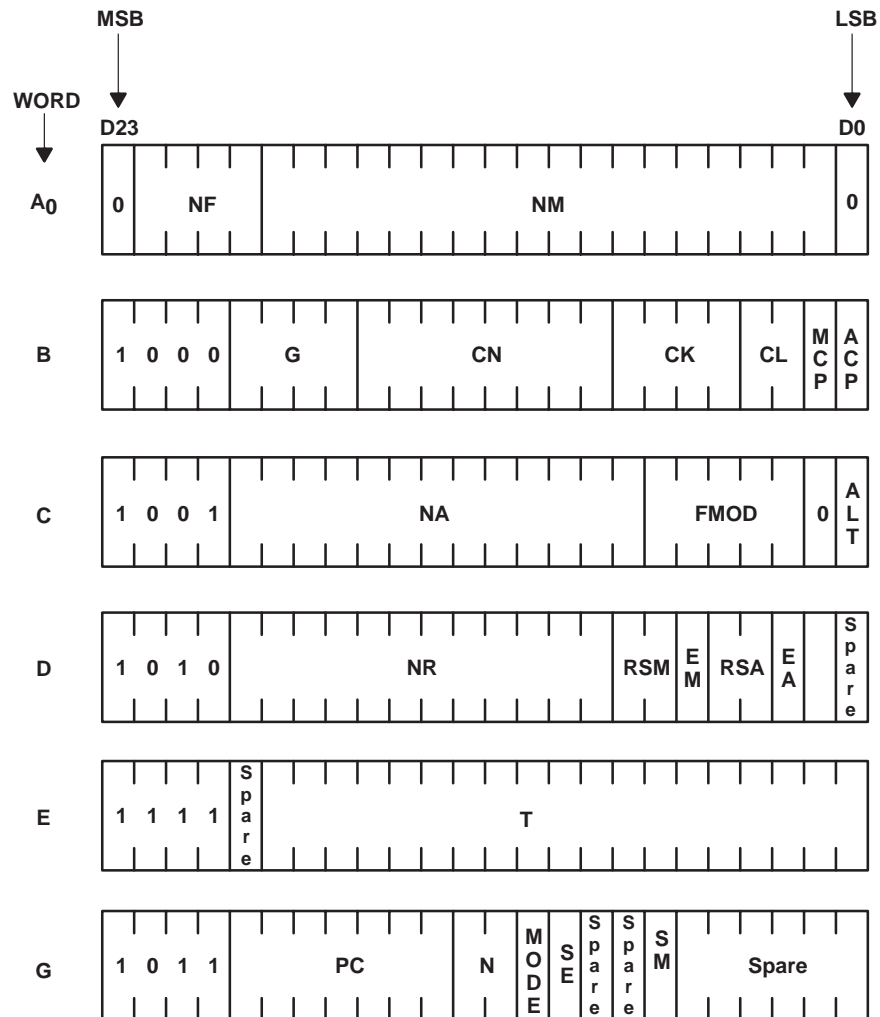 MSB LSB
WORD
D23 D0
A0 0 NF NM 0
B 1 0 0 0 G CN CK CL MCP ACP
C 1 0 0 1 NA FMOD 0 ALT
D 1 0 1 0 NR RSM EM RSA EA Spare
E 1 1 1 1 Spare T
G 1 0 1 1 PC N MODE SE Spare Spare SM Spare